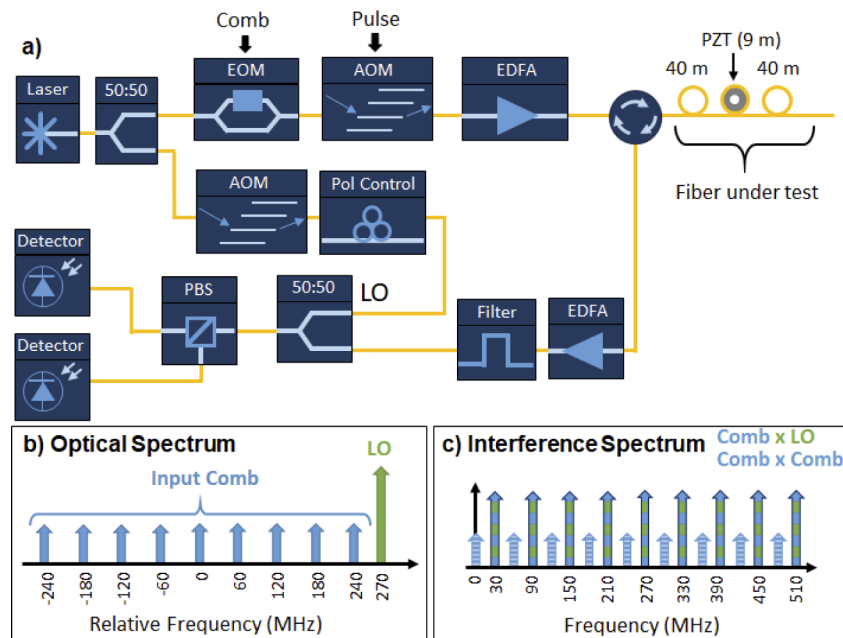 Comb
Pulse
a)
Laser
50:50
EOM
AOM
EDFA
PZT (9 m)
40 m
40 m
Fiber under test
AOM
Pol Control
Detector
PBS
50:50
LO
Filter
EDFA
Detector
b) Optical Spectrum
LO
Input Comb
-240
-180
-120
-60
0
60
120
180
240
270
Relative Frequency (MHz)
c) Interference Spectrum
Comb x LO
Comb x Comb
0
30
90
150
210
270
330
390
450
510
Frequency (MHz)